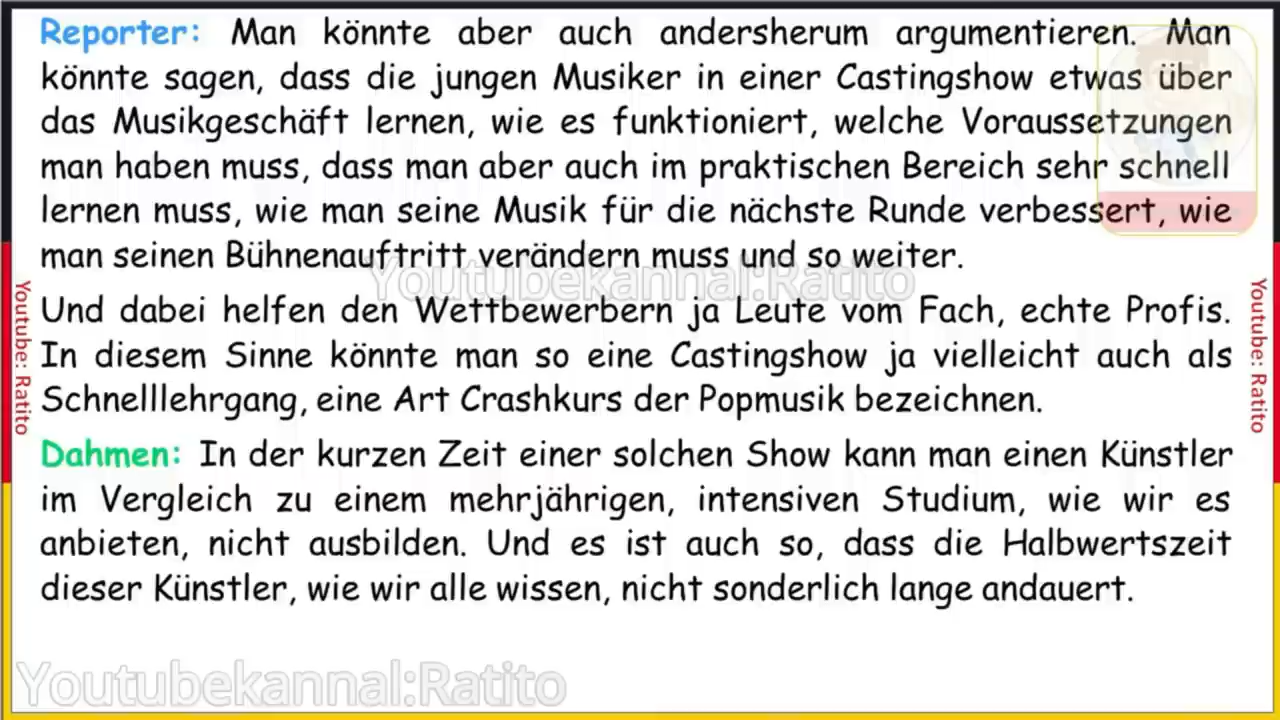 Reporter: Man könnte aber auch andersherum argumentieren. Man
könnte sagen, dass die jungen Musiker in einer Castingshow etwas über
das Musikgeschäft lernen, wie es funktioniert, welche Voraussetzungen
man haben muss, dass man aber auch im praktischen Bereich sehr schnell
lernen muss, wie man seine Musik für die nächste Runde verbessert, wie
man seinen Bühnenauftritt verändern muss und so weiter.
Youtubekannal:Ratito
Und dabei helfen den Wettbewerbern ja Leute vom Fach, echte Profis.
In diesem Sinne könnte man so eine Castingshow ja vielleicht auch als
Schnelllehrgang, eine Art Crashkurs der Popmusik bezeichnen.
Youtube: Ratito
Youtube: Ratito
Dahmen: In der kurzen Zeit einer solchen Show kann man einen Künstler
im Vergleich zu einem mehrjährigen, intensiven Studium, wie wir es
anbieten, nicht ausbilden. Und es ist auch so, dass die Halbwertszeit
dieser Künstler, wie wir alle wissen, nicht sonderlich lange andauert.
Youtubekannal:Ratito